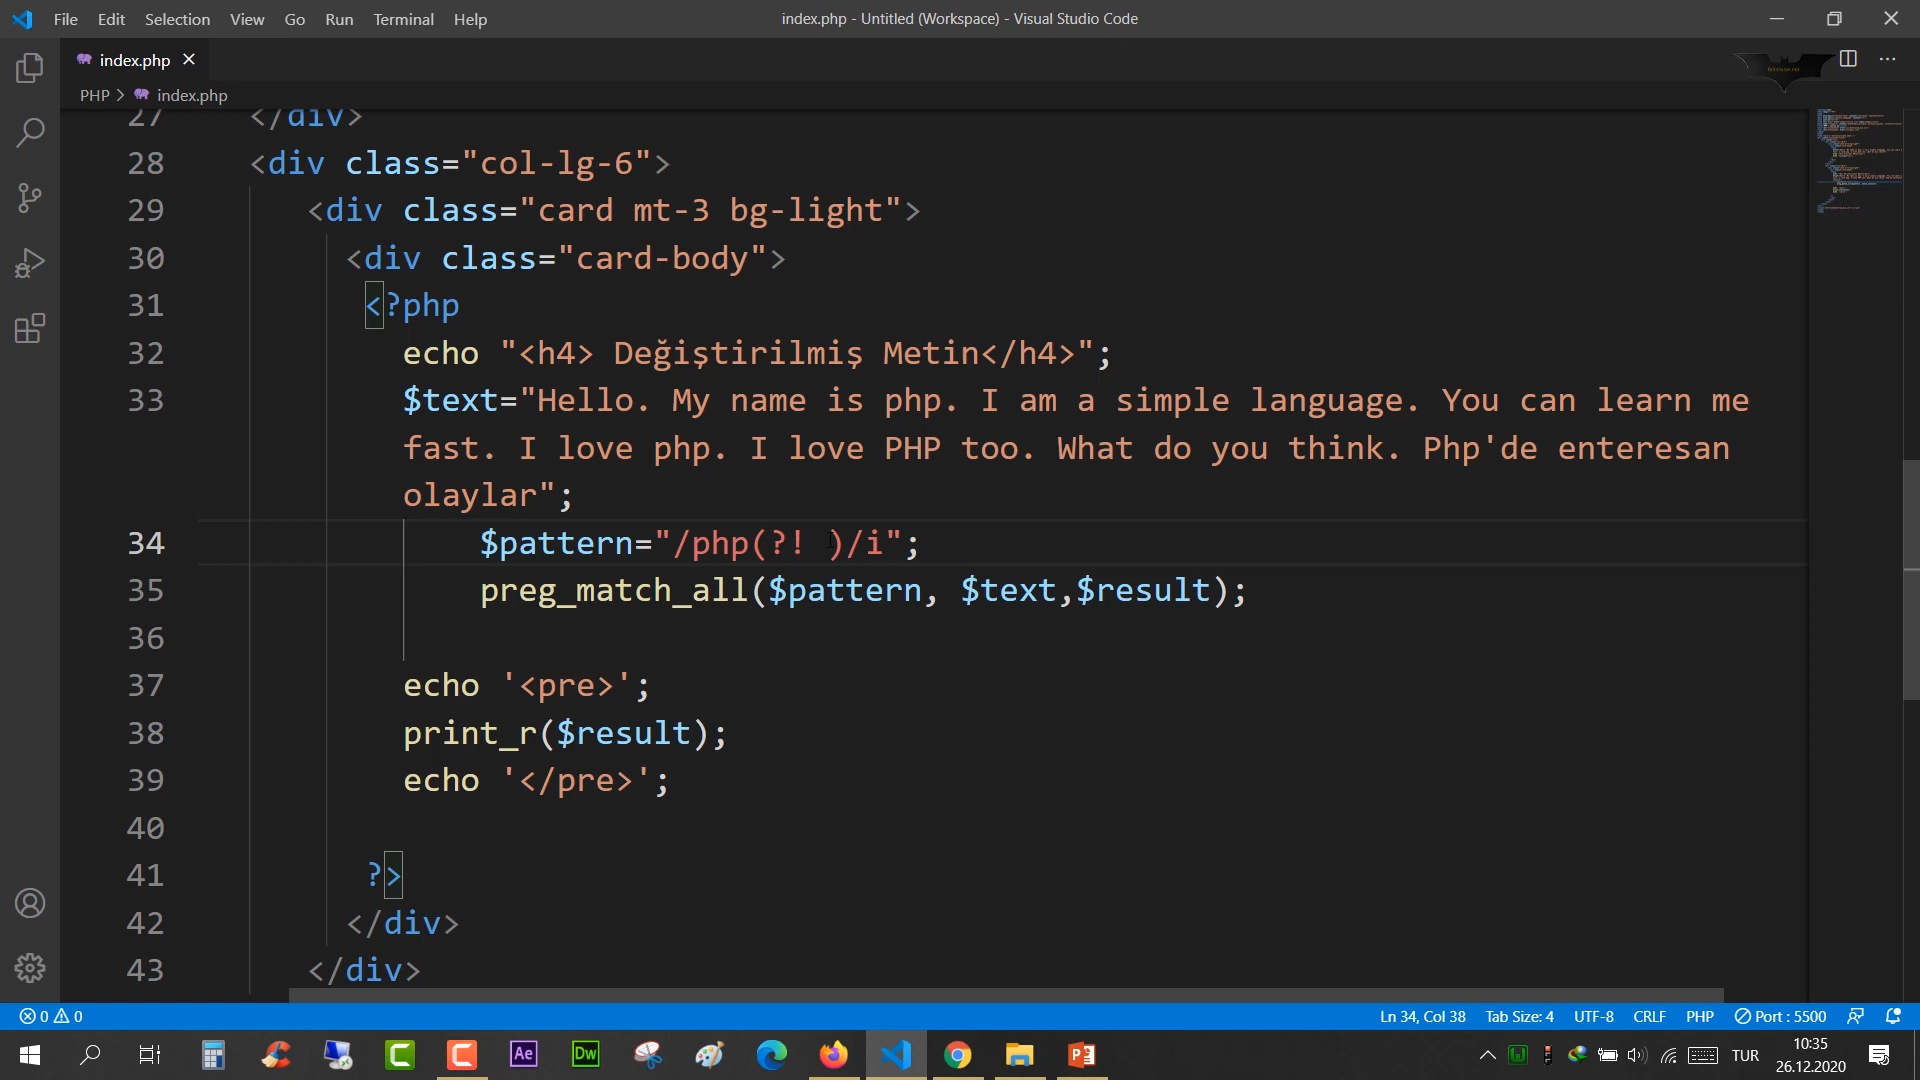 File Edit Selection View Go Run Terminal Help
index.php - Untitled (Workspace) - Visual Studio Code
index.php
PHP > index.php
27 </div>
28 <div class="col-lg-6">
29 <div class="card mt-3 bg-light">
30 <div class="card-body">
31 <?php
32 echo "<h4> Değiştirilmiş Metin</h4>";
33 $text="Hello. My name is php. I am a simple language. You can learn me
fast. I love php. I love PHP too. What do you think. Php'de enteresan
olaylar";
34 $pattern="/php(?! )/i";
35 preg_match_all($pattern, $text,$result);
36
37 echo '<pre>';
38 print_r($result);
39 echo '</pre>';
40
41 ?>
42 </div>
43 </div>
0 0 Ln 34, Col 38 Tab Size: 4 UTF-8 CRLF PHP Port : 5500
Ae Dw TUR
10:35
26.12.2020